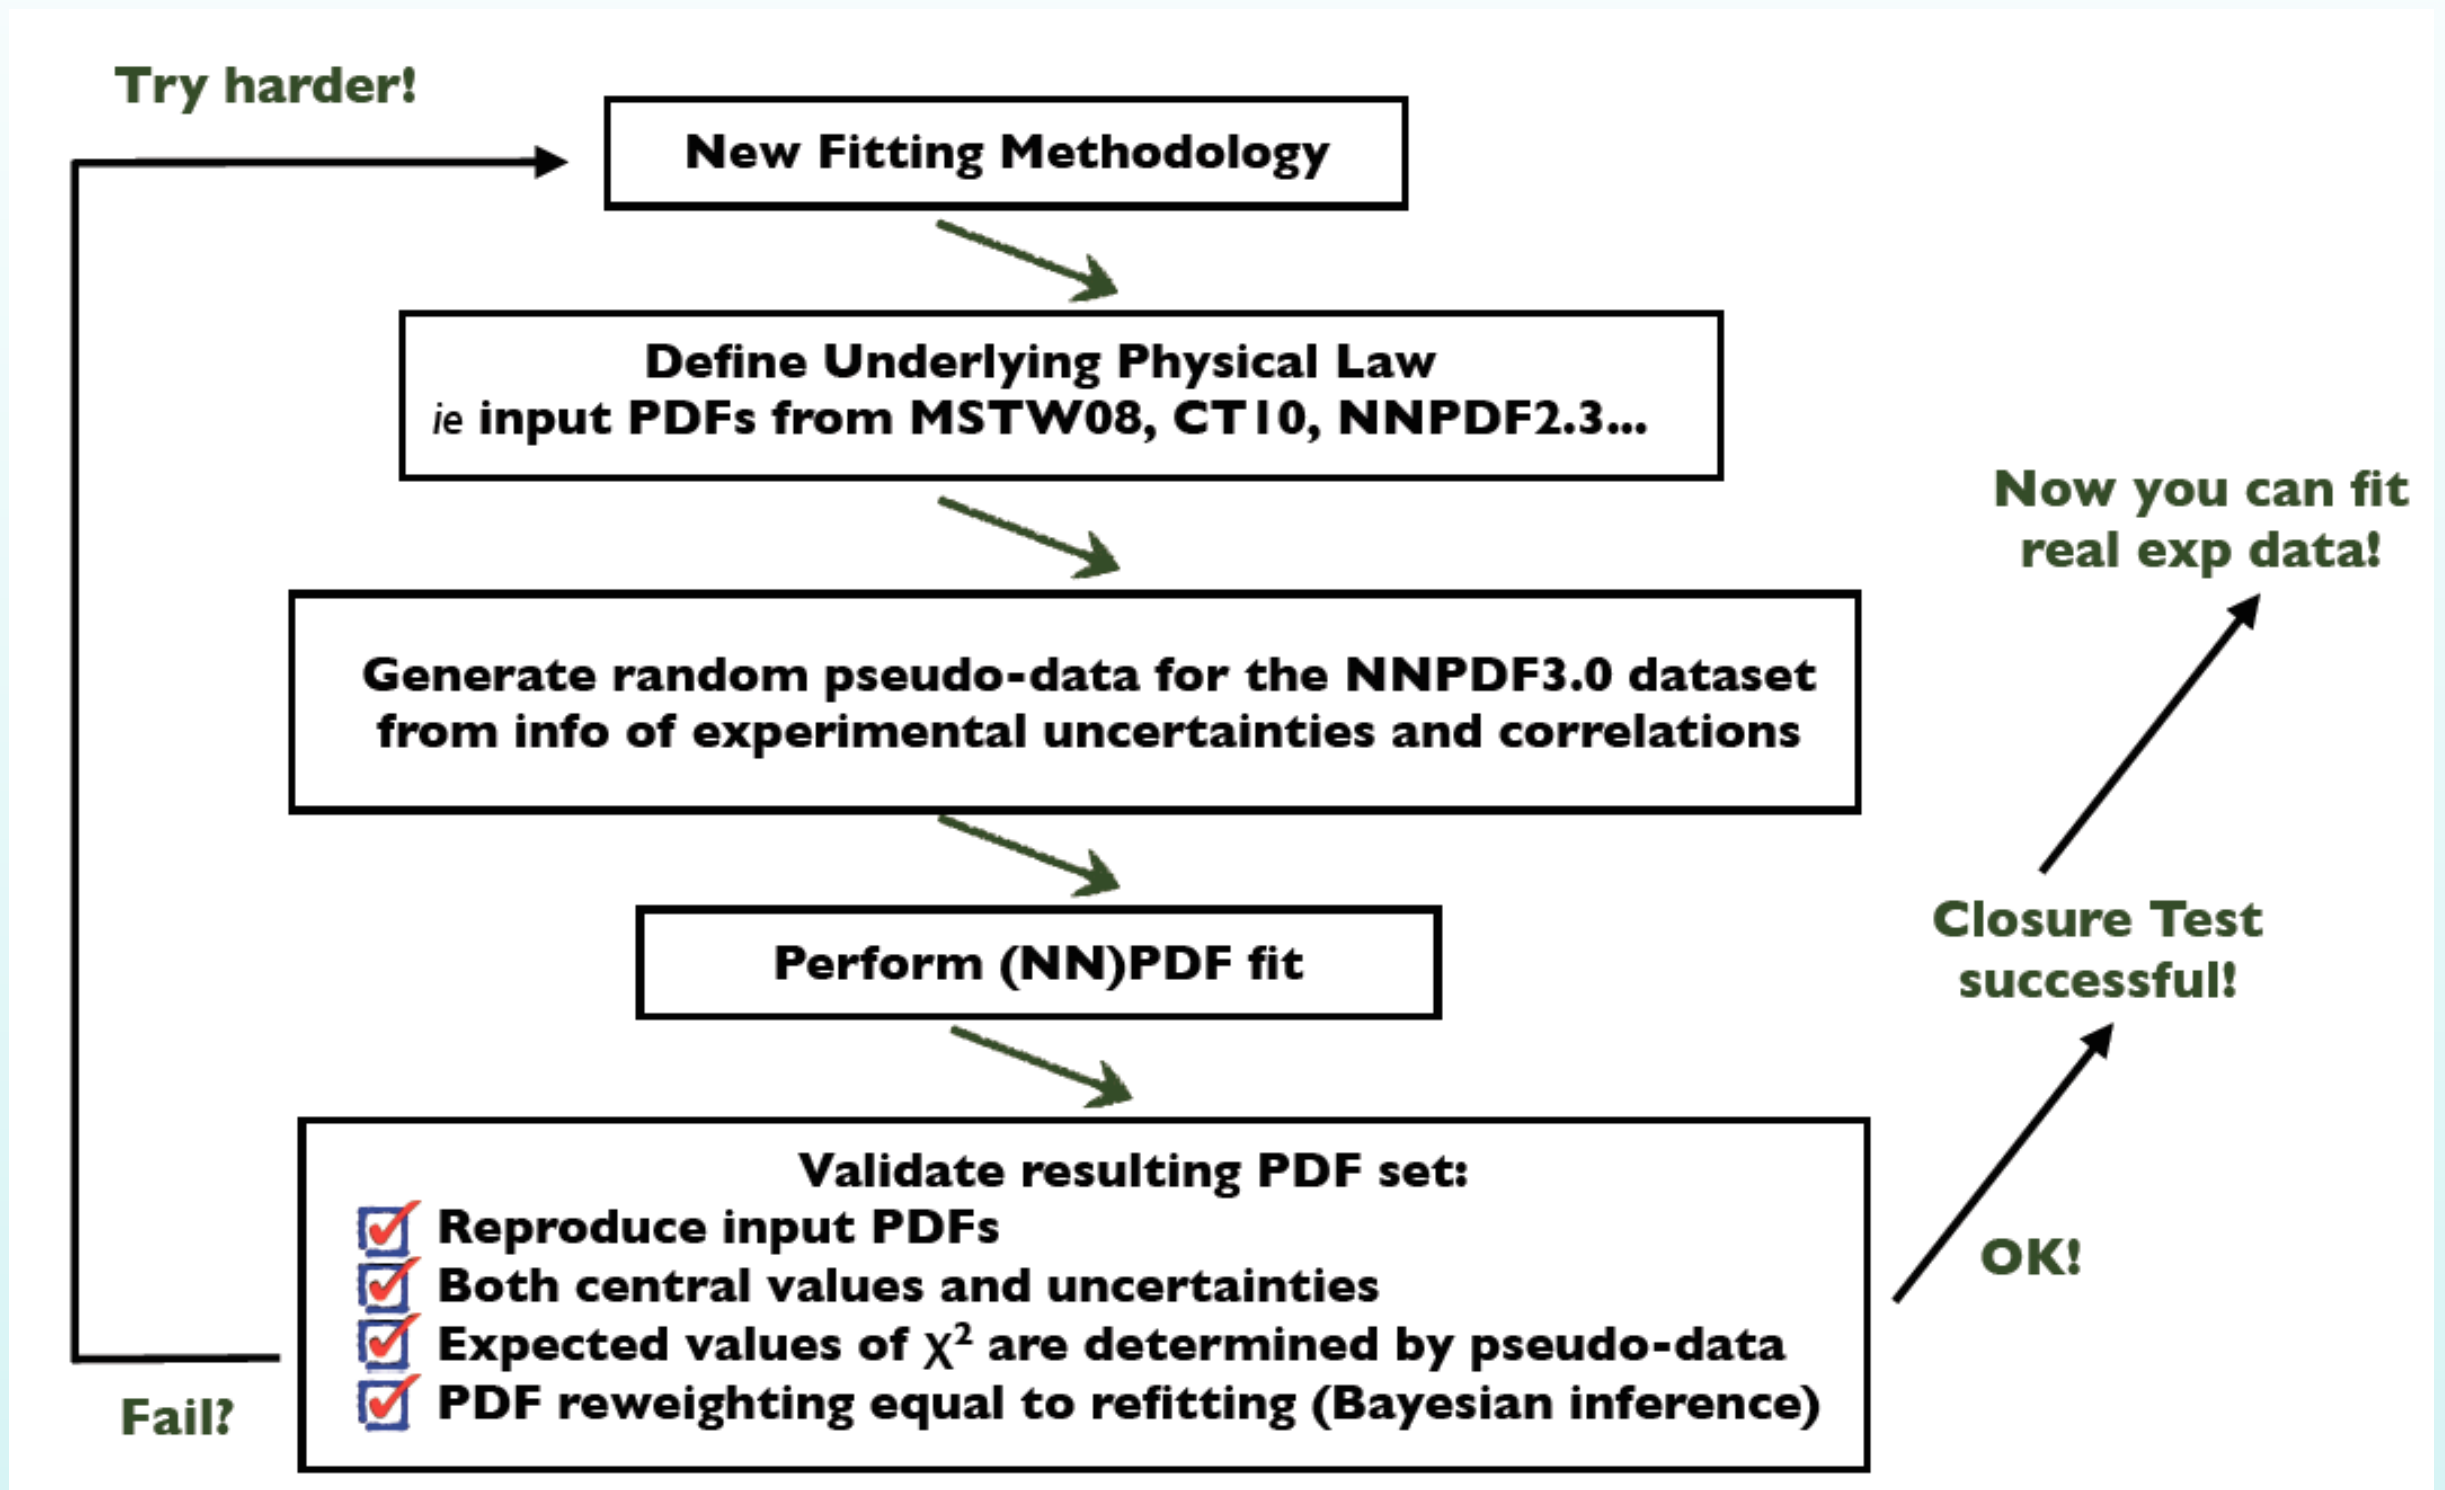 Try harder!
New Fitting Methodology
Define Underlying Physical Law
ie input PDFs from MSTW08, CT10, NNPDF2.3...
Now you can fit
real exp data!
Generate random pseudo-data for the NNPDF3.0 dataset
from info of experimental uncertainties and correlations
Perform (NN)PDF fit
Closure Test
successful!
Validate resulting PDF set:
Reproduce input PDFs
Both central values and uncertainties
OK!
Expected values of χ² are determined by pseudo-data
PDF reweighting equal to refitting (Bayesian inference)
Fail?